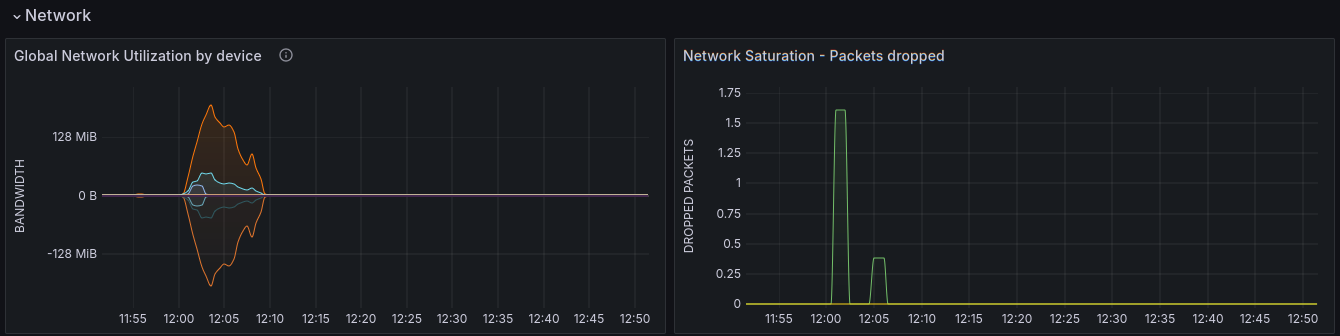 Network
Global Network Utilization by device
BANDWIDTH
128 MiB
0 B
-128 MiB
11:55 12:00 12:05 12:10 12:15 12:20 12:25 12:30 12:35 12:40 12:45 12:50
Network Saturation - Packets dropped
DROPPED PACKETS
1.75
1.5
1.25
1
0.75
0.5
0.25
0
11:55 12:00 12:05 12:10 12:15 12:20 12:25 12:30 12:35 12:40 12:45 12:50